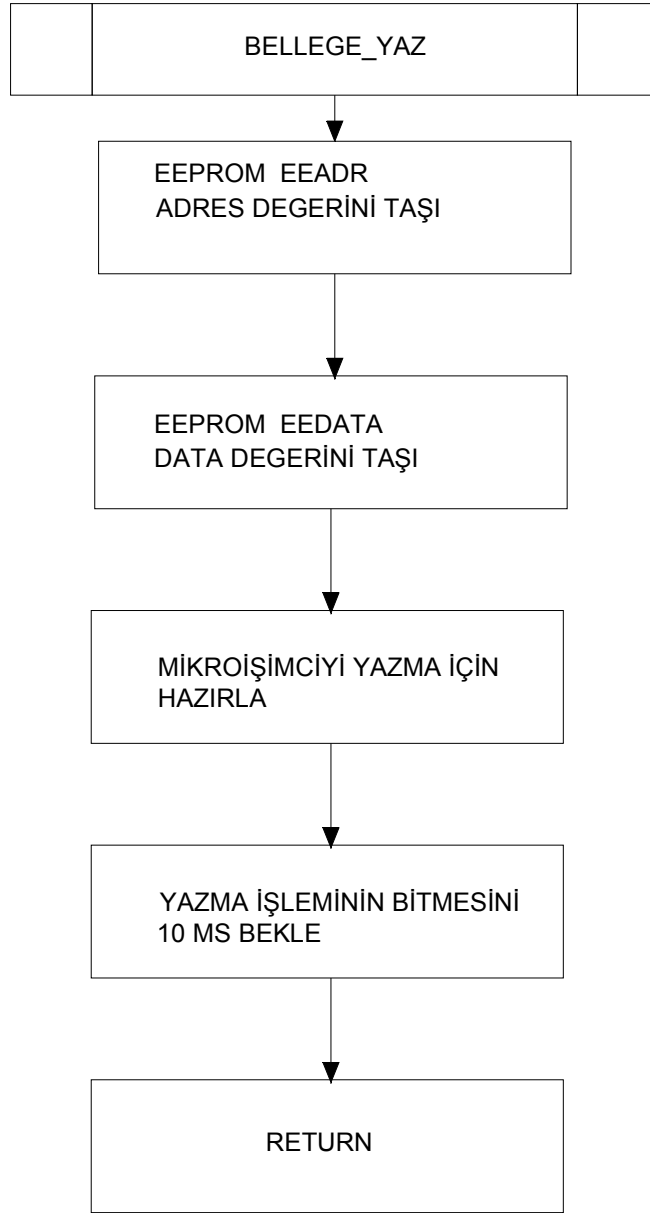 BELLEGE_YAZ
EEPROM EEADR
ADRES DEGERİNİ TAŞI
EEPROM EEDATA
DATA DEGERİNİ TAŞI
MİKROİŞİMCİYİ YAZMA İÇİN
HAZIRLA
YAZMA İŞLEMİNİN BİTMESİNİ
10 MS BEKLE
RETURN